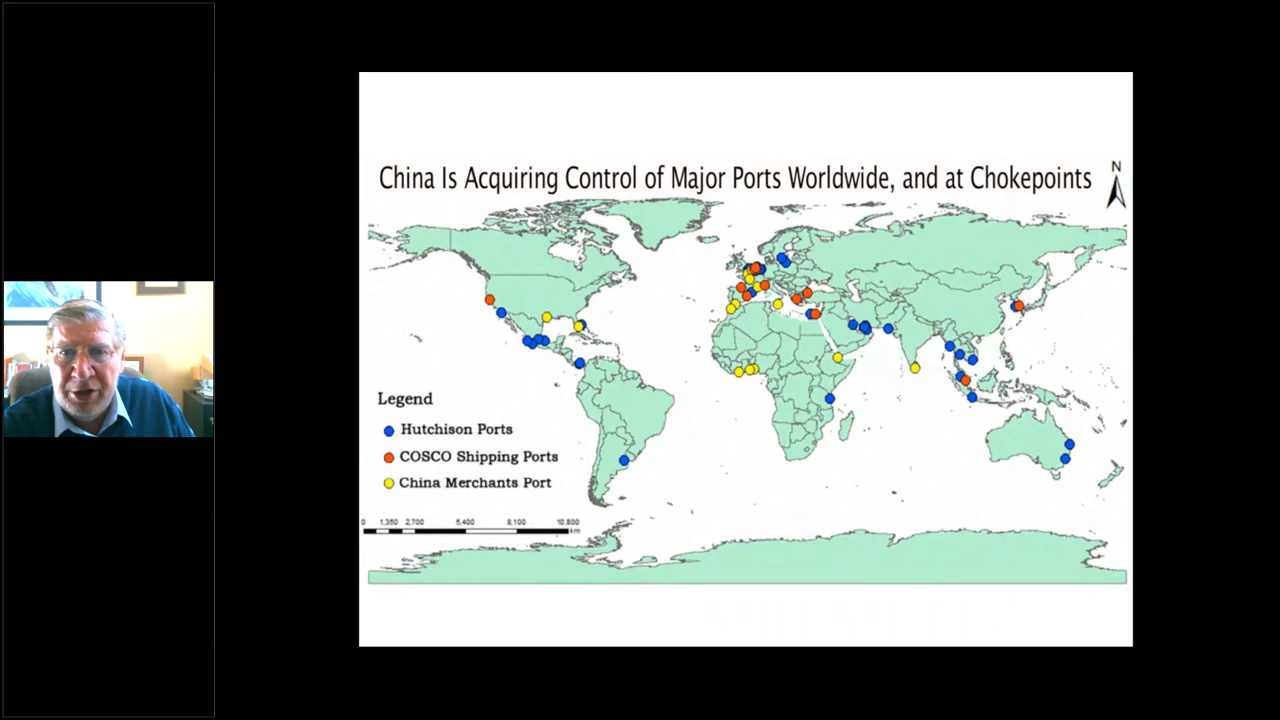 China Is Acquiring Control of Major Ports Worldwide, and at Chokepoints
N
Legend
Hutchison Ports
COSCO Shipping Ports
China Merchants Port
0 1,350 2,700 5,400 8,100 10,800
km